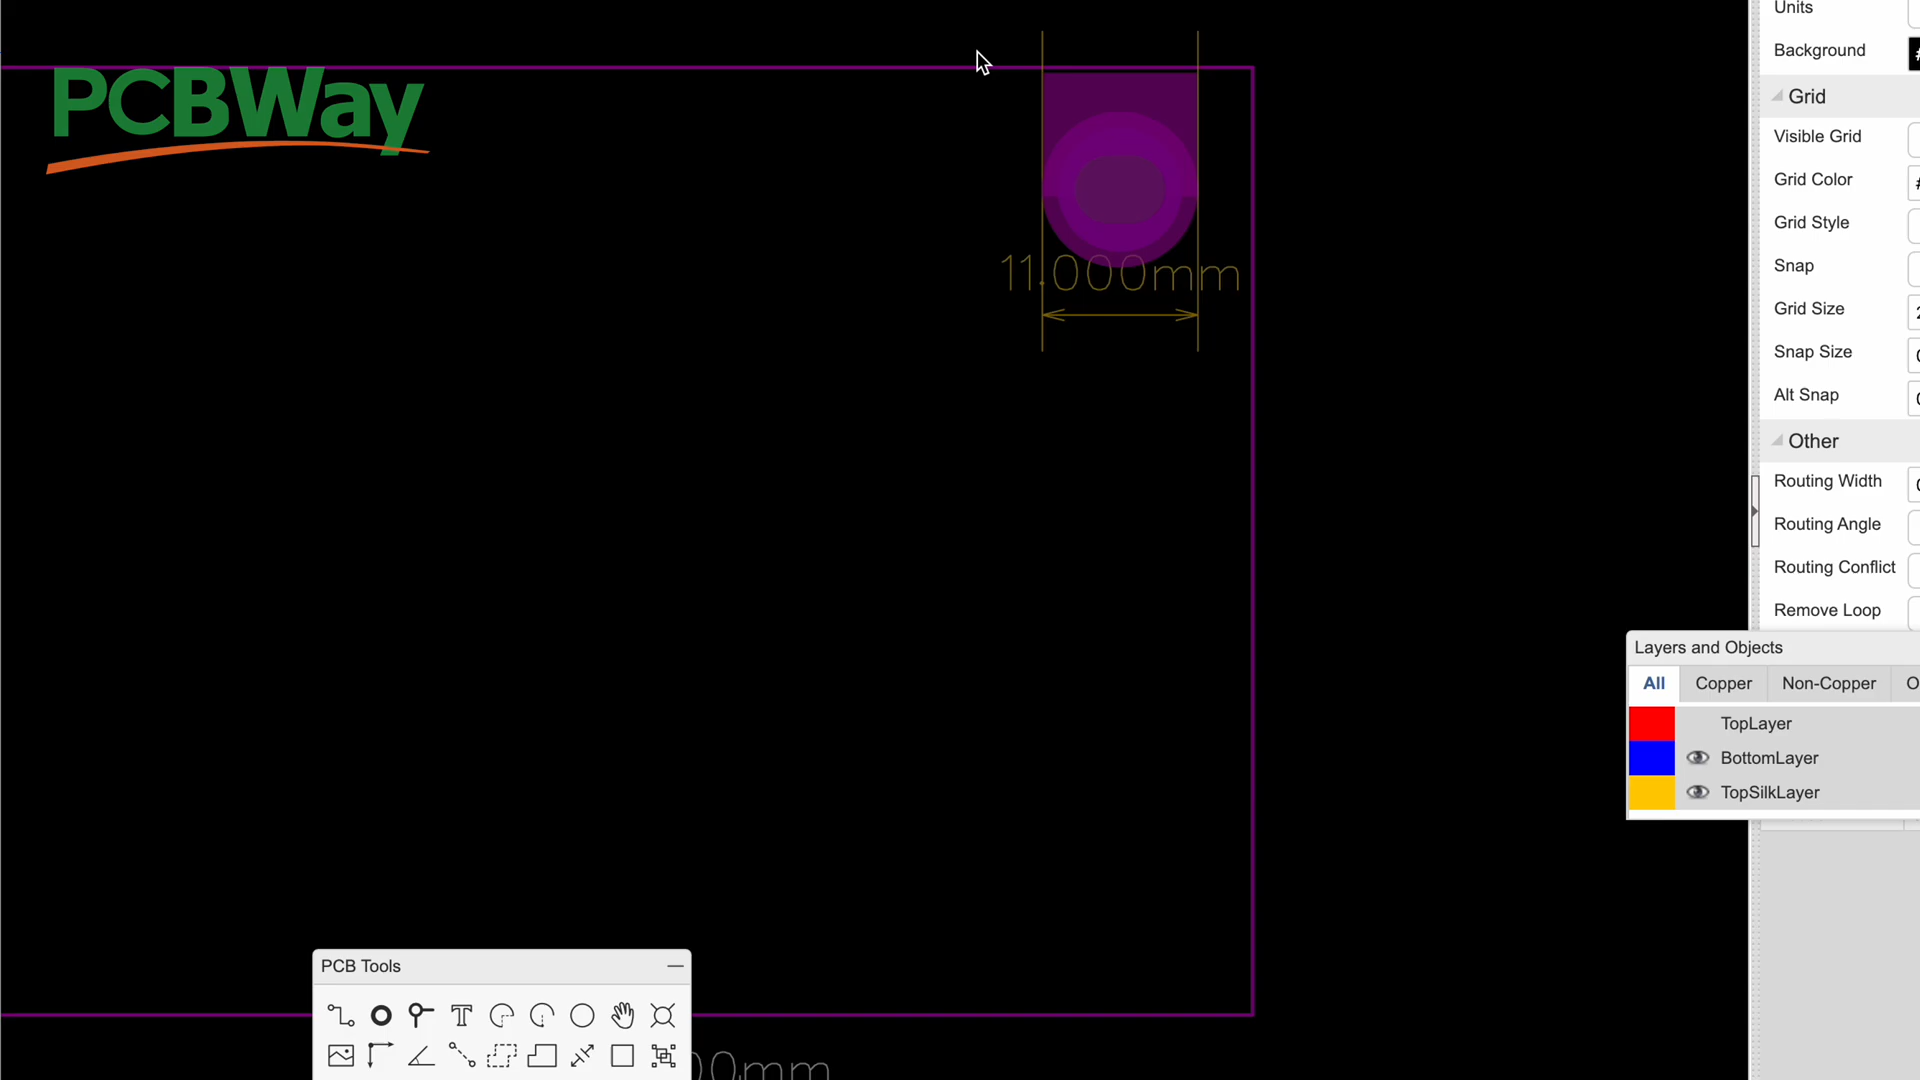 PCBWay
11.000mm
00mm
Units
Background
Grid
Visible Grid
Grid Color
Grid Style
Snap
Grid Size
Snap Size
Alt Snap
Other
Routing Width
Routing Angle
Routing Conflict
Remove Loop
Layers and Objects
All Copper Non-Copper
TopLayer
BottomLayer
TopSilkLayer
PCB Tools